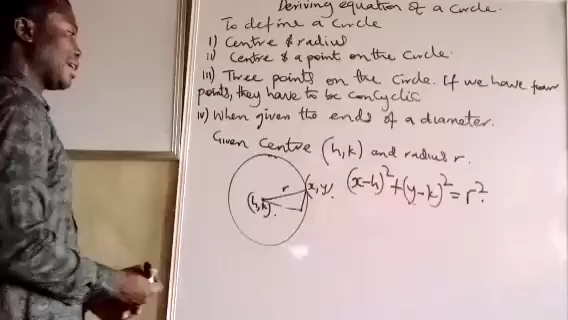 Deriving equation of a circle.
To define a circle
i) Centre & radius
ii) Centre & a point on the circle.
iii) Three points on the circle. If we have four
points, they have to be concyclic
iv) When given the ends of a diameter.
Given Centre (h,k) and radius r.
r (x,y). (x-h)²+(y-k)²=r².
(h,k).